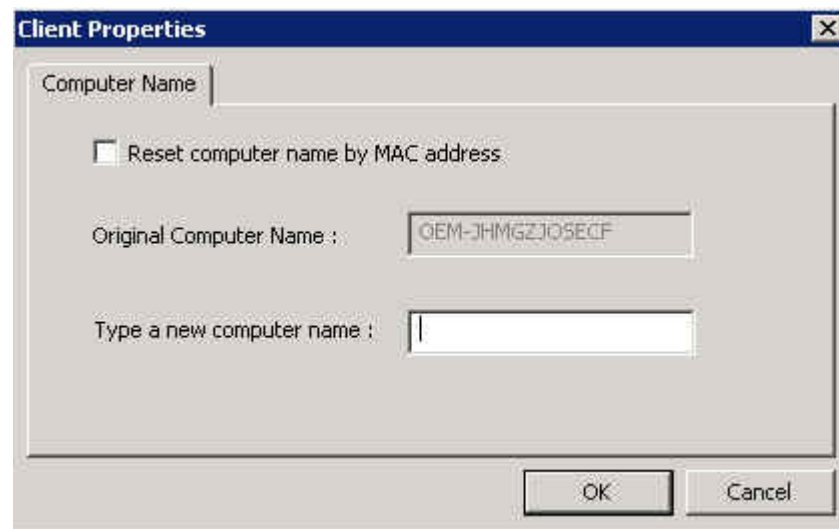 Client Properties
Computer Name
Reset computer name by MAC address
Original Computer Name : OEM-JHMGZJOSECF
Type a new computer name :
OK Cancel